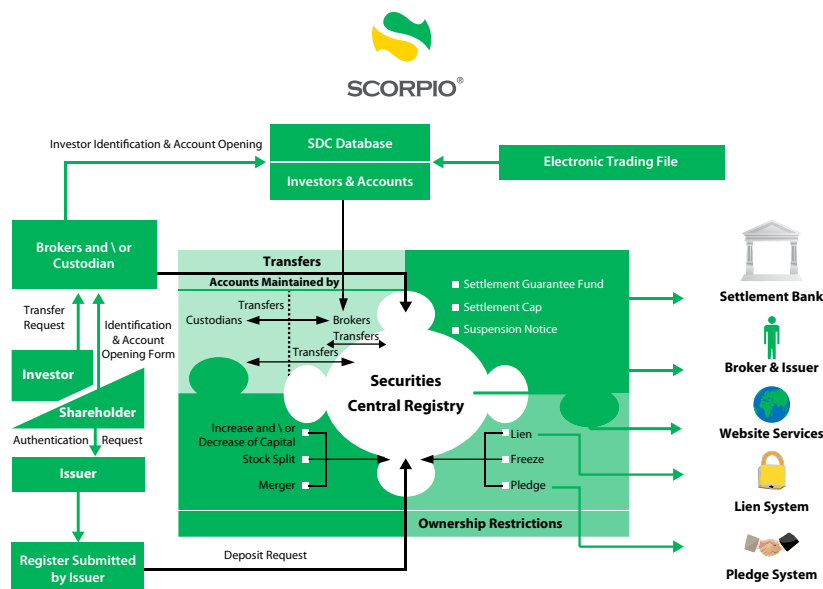 SCORPIO®
Investor Identification & Account Opening
SDC Database
Investors & Accounts
Electronic Trading File
Brokers and \ or
Custodian
Transfers
Accounts Maintained by
Transfers
Custodians
Brokers
Transfers
Transfers
Settlement Guarantee Fund
Settlement Cap
Suspension Notice
Settlement Bank
Transfer
Request
Identification
& Account
Opening Form
Investor
Shareholder
Authentication
Request
Issuer
Register Submitted
by Issuer
Deposit Request
Securities
Central Registry
Increase and \ or
Decrease of Capital
Stock Split
Merger
Lien
Freeze
Pledge
Ownership Restrictions
Broker & Issuer
Website Services
Lien System
Pledge System